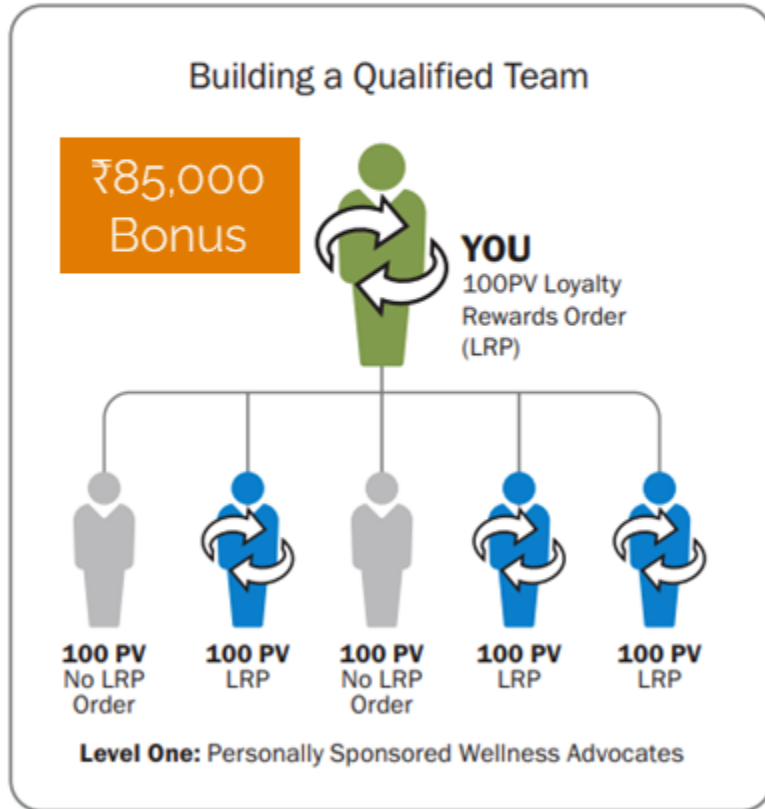 Building a Qualified Team
₹85,000
Bonus
YOU
100PV Loyalty
Rewards Order
(LRP)
100 PV
No LRP
Order
100 PV
LRP
100 PV
No LRP
Order
100 PV
LRP
100 PV
LRP
Level One: Personally Sponsored Wellness Advocates